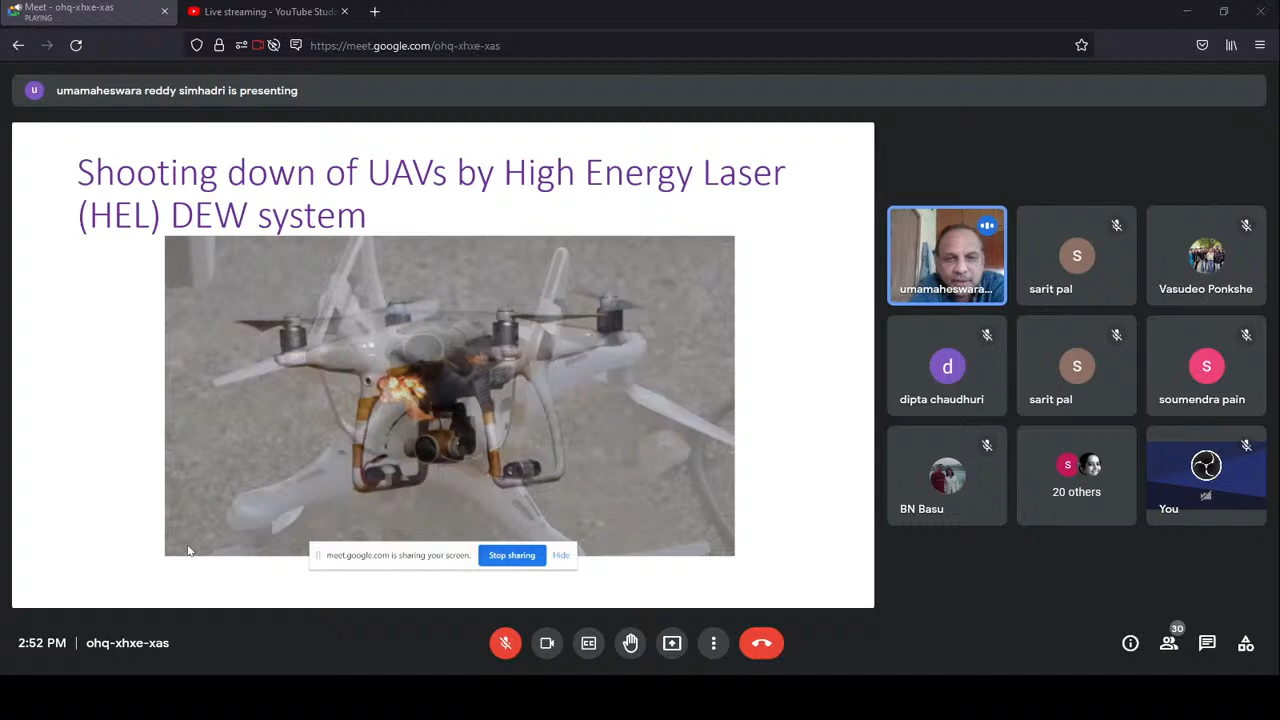 Meet - ohq-xhxe-xas
PLAYING
Live streaming - YouTube Stud
https://meet.google.com/ohq-xhxe-xas
u
umamaheswara reddy simhadri is presenting
Shooting down of UAVs by High Energy Laser
(HEL) DEW system
meet.google.com is sharing your screen.
Stop sharing
Hide
umamaheswara...
S
sarit pal
Vasudeo Ponkshe
d
dipta chaudhuri
S
sarit pal
S
soumendra pain
BN Basu
S
20 others
You
2:52 PM
ohq-xhxe-xas
CC
30